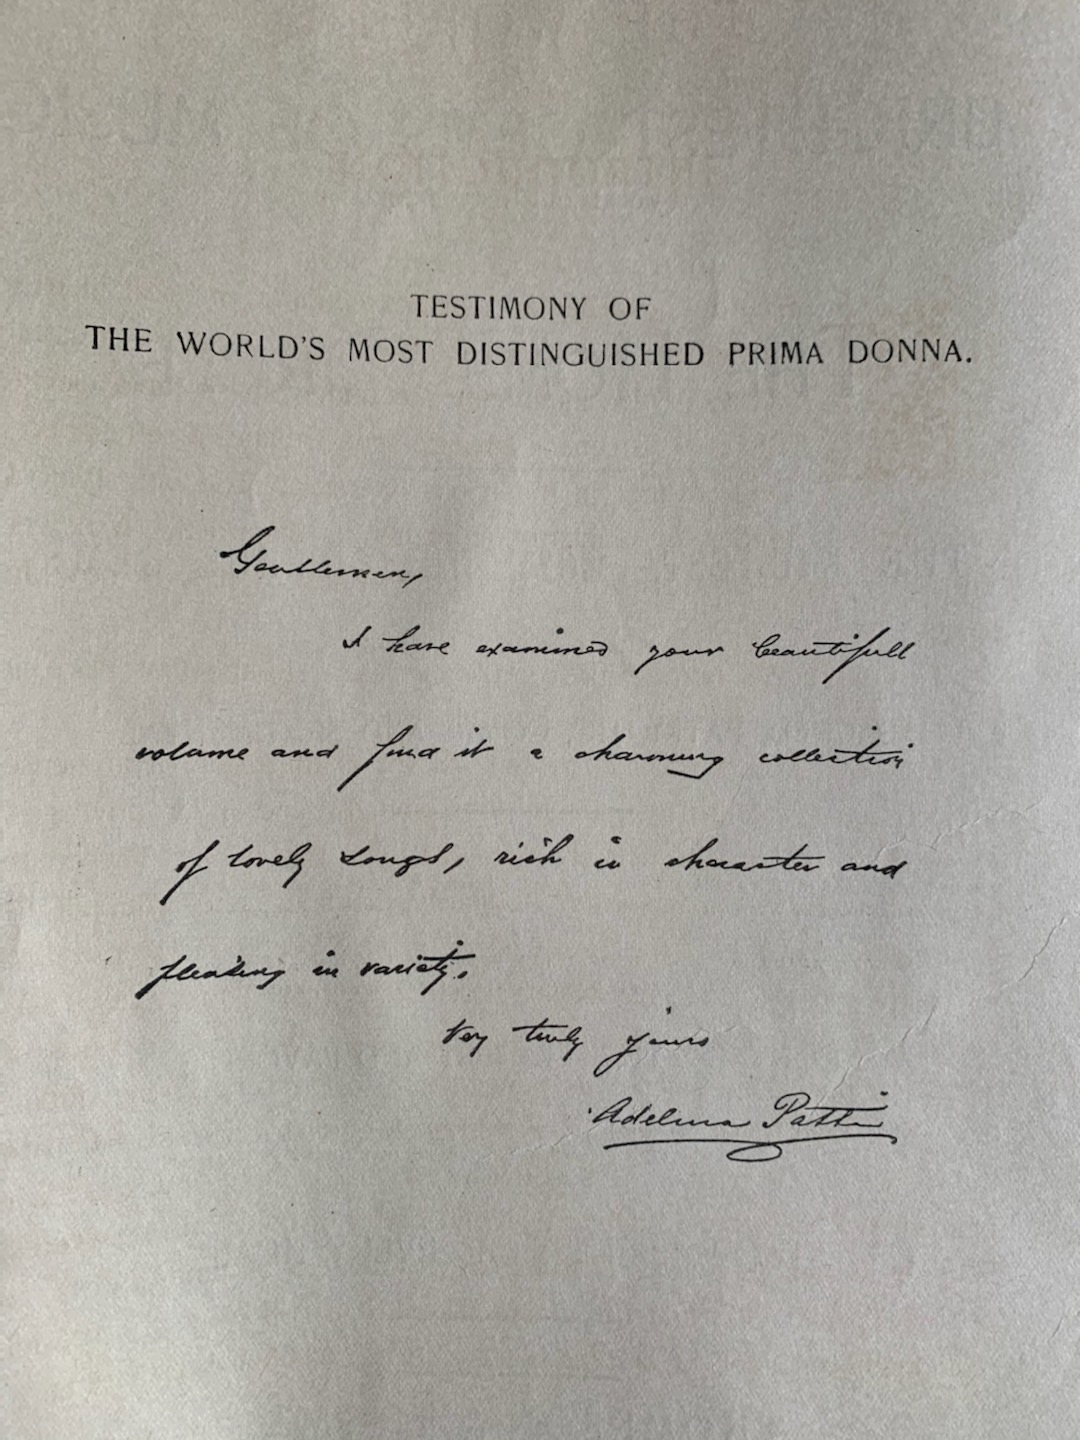 TESTIMONY OF
THE WORLD'S MOST DISTINGUISHED PRIMA DONNA.
Gentlemen,
I have examined your beautifull
volume and find it a charming collection
of lovely songs, rich in character and
pleasing in variety.
Very truly yours
Adelina Patti